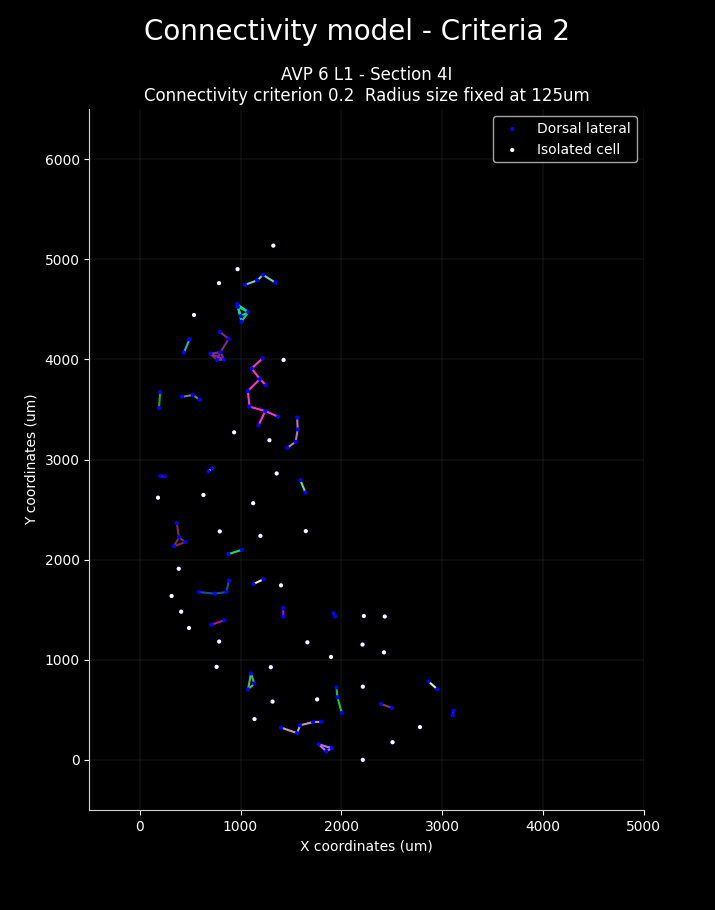 Connectivity model - Criteria 2
AVP 6 L1 - Section 4I
Connectivity criterion 0.2  Radius size fixed at 125um
Dorsal lateral
Isolated cell
6000
5000
4000
3000
2000
1000
0
Y coordinates (um)
0 1000 2000 3000 4000 5000
X coordinates (um)